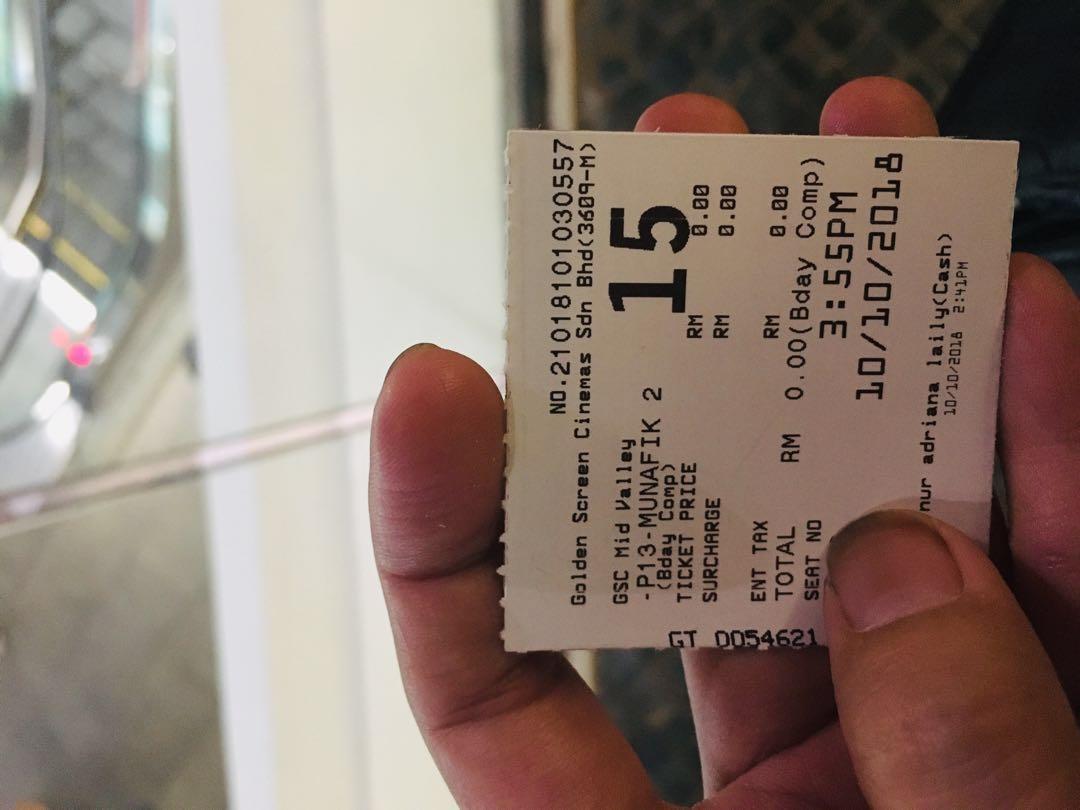 NO.21018101030557
Golden Screen Cinemas Sdn Bhd(3609-M)
GSC Mid Valley 15
-P13-MUNAFIK 2
(Bday Comp)
TICKET PRICE RM 0.00
SURCHARGE RM 0.00
ENT TAX RM 0.00
TOTAL RM 0.00(Bday Comp)
SEAT NO 3:55PM
10/10/2018
nur adriana laily(Cash)
10/10/2018 2:41PM
GT 0054621